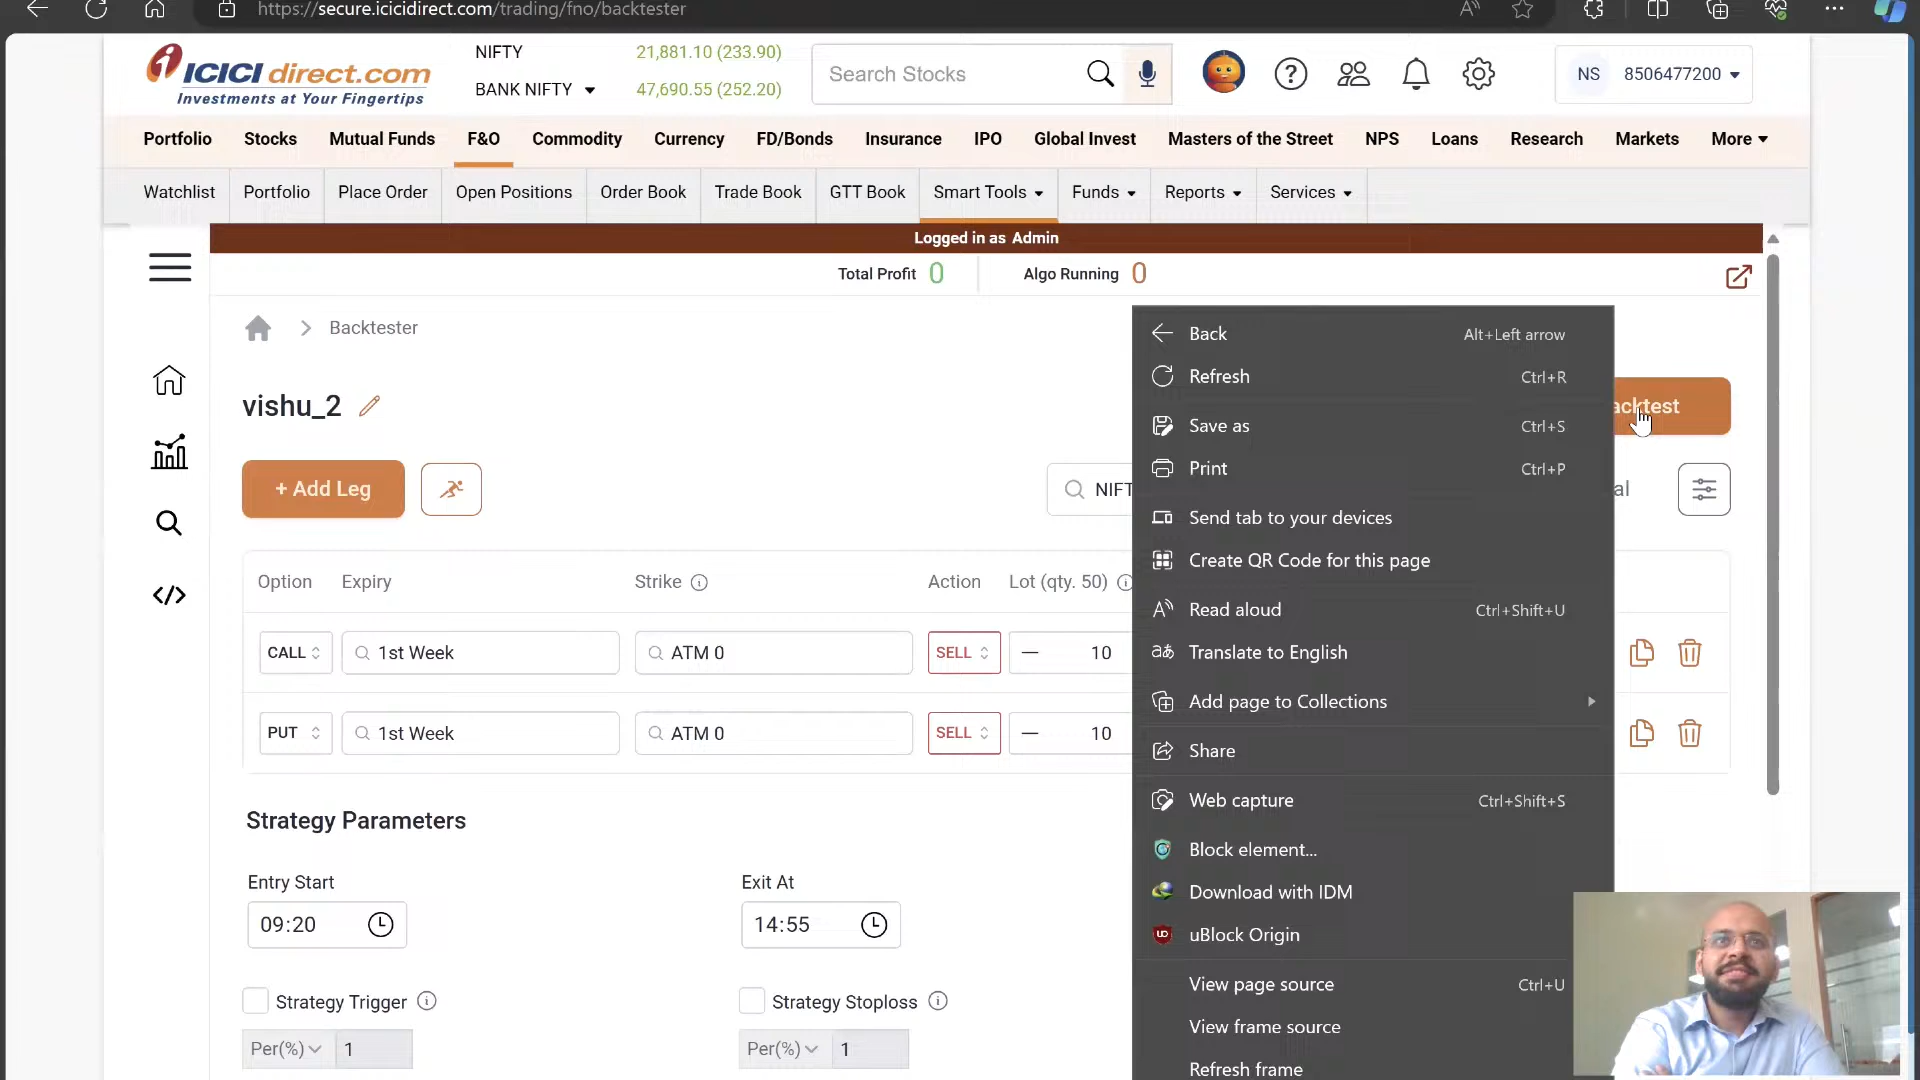 https://secure.icicidirect.com/trading/fno/backtester
ICICI direct.com
Investments at Your Fingertips
NIFTY 21,881.10 (233.90)
BANK NIFTY 47,690.55 (252.20)
Search Stocks
NS 8506477200
Portfolio Stocks Mutual Funds F&O Commodity Currency FD/Bonds Insurance IPO Global Invest Masters of the Street NPS Loans Research Markets More
Watchlist Portfolio Place Order Open Positions Order Book Trade Book GTT Book Smart Tools Funds Reports Services
Logged in as Admin
Total Profit 0 Algo Running 0
Backtester
vishu_2
acktest
+ Add Leg
NIFT
al
Option Expiry Strike Action Lot (qty. 50)
CALL 1st Week ATM 0 SELL — 10
PUT 1st Week ATM 0 SELL — 10
Strategy Parameters
Entry Start Exit At
09:20 14:55
Strategy Trigger Strategy Stoploss
Per(%) 1 Per(%) 1
Back Alt+Left arrow
Refresh Ctrl+R
Save as Ctrl+S
Print Ctrl+P
Send tab to your devices
Create QR Code for this page
Read aloud Ctrl+Shift+U
Translate to English
Add page to Collections
Share
Web capture Ctrl+Shift+S
Block element...
Download with IDM
uBlock Origin
View page source Ctrl+U
View frame source
Refresh frame